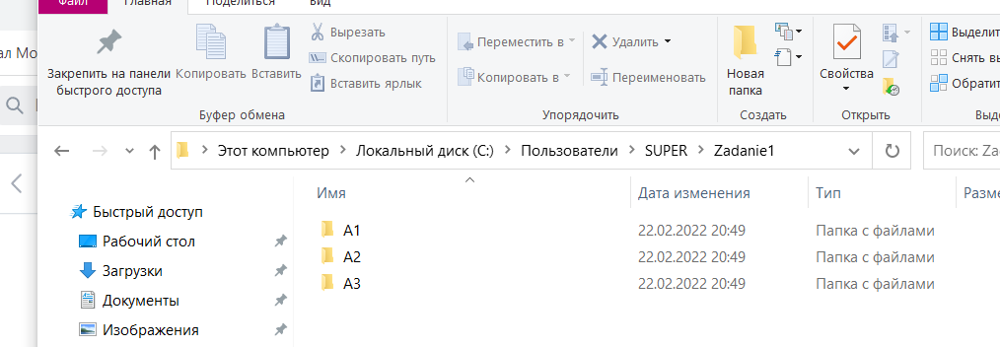 Файл Главная Поделиться Вид
ал Мо
Закрепить на панели быстрого доступа
Копировать
Вставить
Вырезать
Скопировать путь
Вставить ярлык
Буфер обмена
Переместить в
Копировать в
Удалить
Переименовать
Упорядочить
Новая папка
Создать
Свойства
Открыть
Выделит
Снять вы
Обратит
Выде
Этот компьютер > Локальный диск (C:) > Пользователи > SUPER > Zadanie1
Поиск: Za
Имя Дата изменения Тип Разме
Быстрый доступ
Рабочий стол
Загрузки
Документы
Изображения
A1 22.02.2022 20:49 Папка с файлами
A2 22.02.2022 20:49 Папка с файлами
A3 22.02.2022 20:49 Папка с файлами